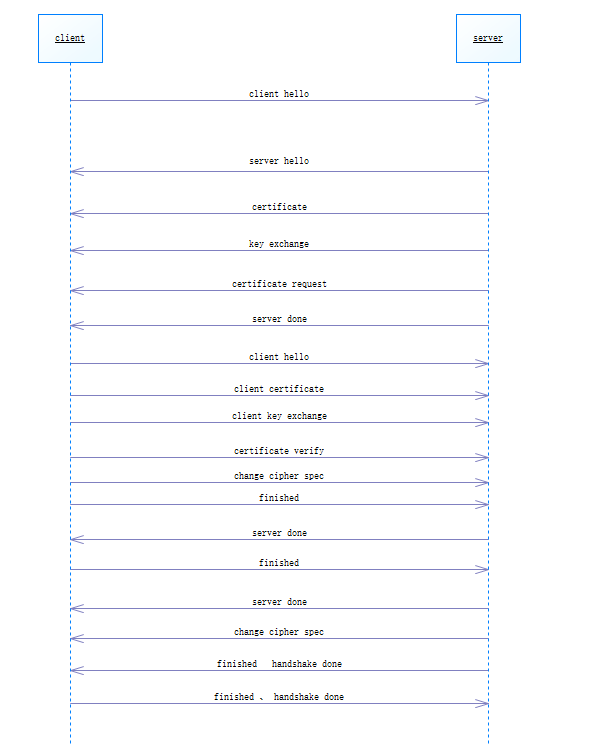 client
server
client hello
server hello
certificate
key exchange
certificate request
server done
client hello
client certificate
client key exchange
certificate verify
change cipher spec
finished
server done
finished
server done
change cipher spec
finished  handshake done
finished 、 handshake done